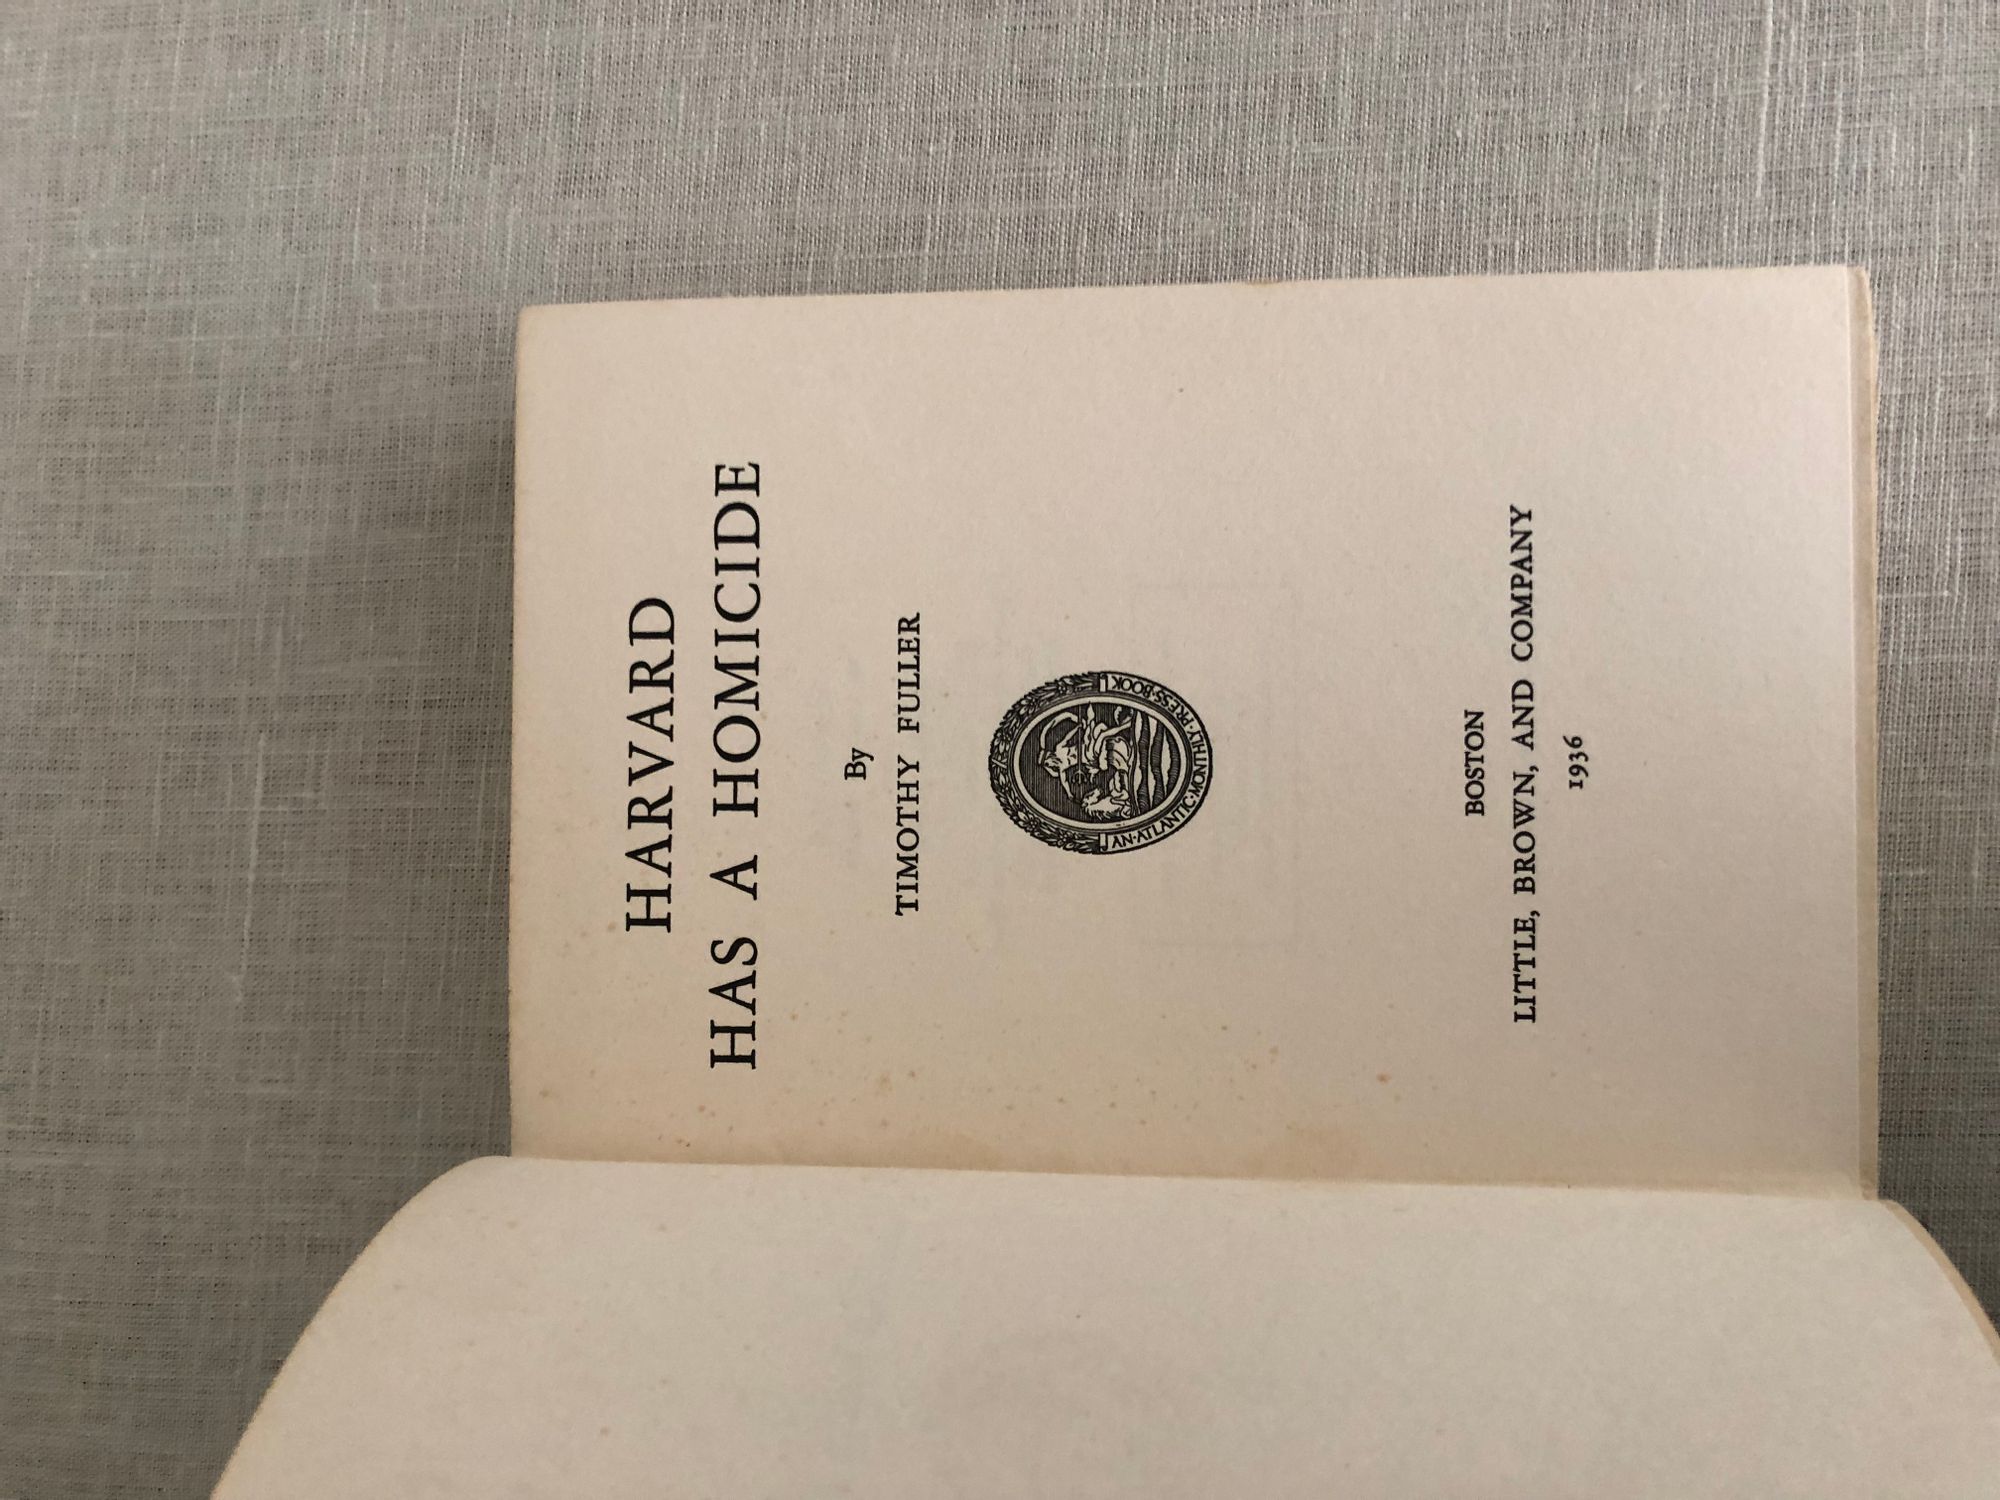 HARVARD
HAS A HOMICIDE
By
TIMOTHY FULLER
AN·ATLANTIC·MONTHLY·PRESS·BOOK
BOSTON
LITTLE, BROWN, AND COMPANY
1936